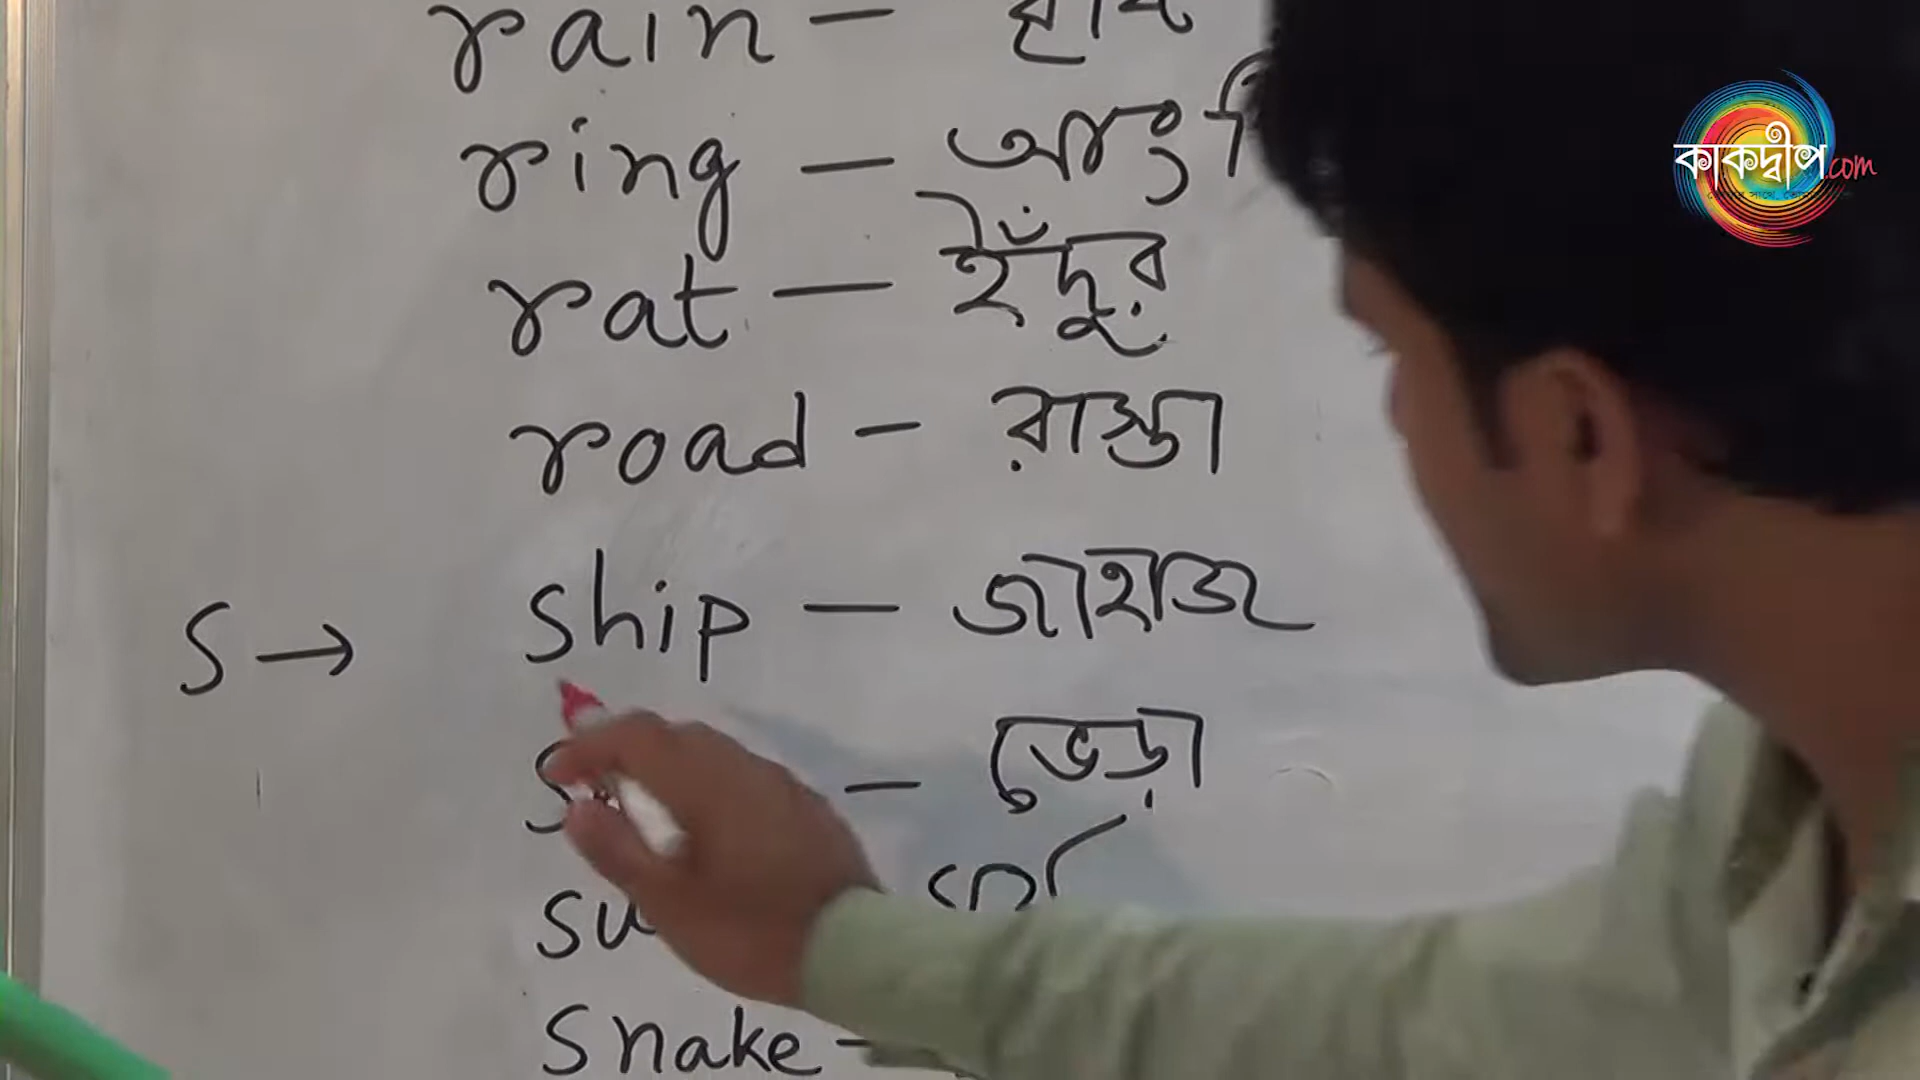 rain –
ring –
rat — ইঁদুর
road – রাস্তা
S → ship — জাহাজ
– ভেড়া
snake –
কাকদ্বীপ.com